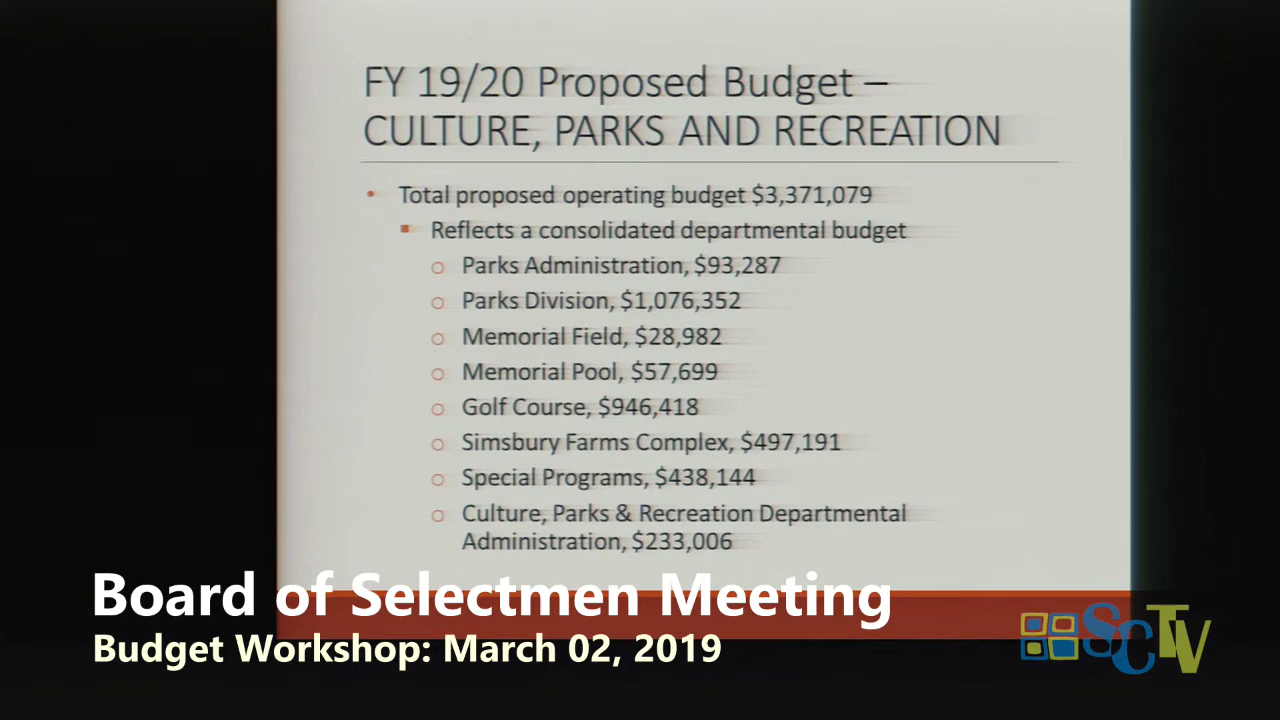 FY 19/20 Proposed Budget –
CULTURE, PARKS AND RECREATION
• Total proposed operating budget $3,371,079
▪ Reflects a consolidated departmental budget
o Parks Administration, $93,287
o Parks Division, $1,076,352
o Memorial Field, $28,982
o Memorial Pool, $57,699
o Golf Course, $946,418
o Simsbury Farms Complex, $497,191
o Special Programs, $438,144
o Culture, Parks & Recreation Departmental
Administration, $233,006
Board of Selectmen Meeting
Budget Workshop: March 02, 2019
SCTV